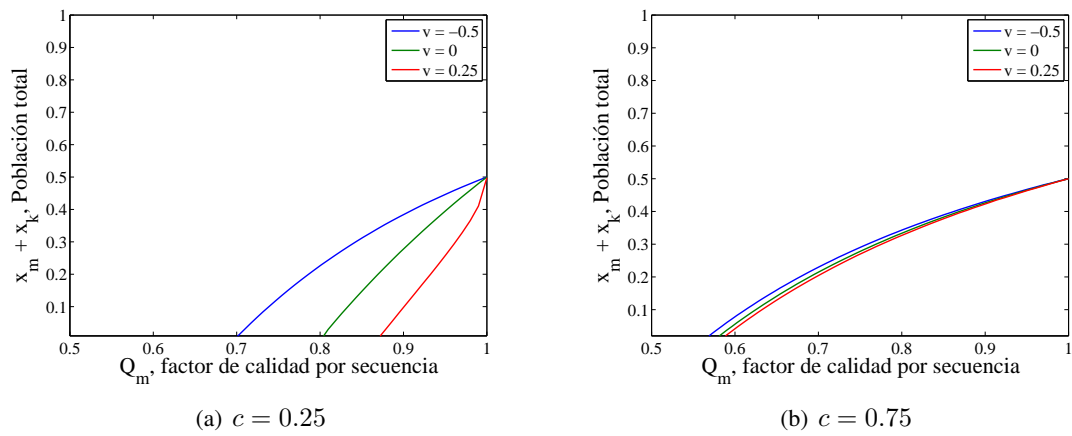 1
0.9
0.8
0.7
0.6
0.5
0.4
0.3
0.2
0.1
x_m + x_k, Población total
v = −0.5
v = 0
v = 0.25
0.5 0.6 0.7 0.8 0.9 1
Q_m, factor de calidad por secuencia
(a) c = 0.25
1
0.9
0.8
0.7
0.6
0.5
0.4
0.3
0.2
0.1
x_m + x_k, Población total
v = −0.5
v = 0
v = 0.25
0.5 0.6 0.7 0.8 0.9 1
Q_m, factor de calidad por secuencia
(b) c = 0.75